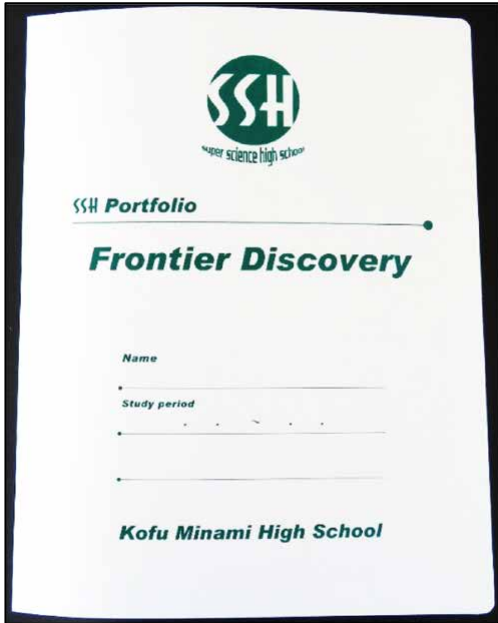 SSH
super science high school
SSH Portfolio
Frontier Discovery
Name
Study period
. . ~ . .
Kofu Minami High School